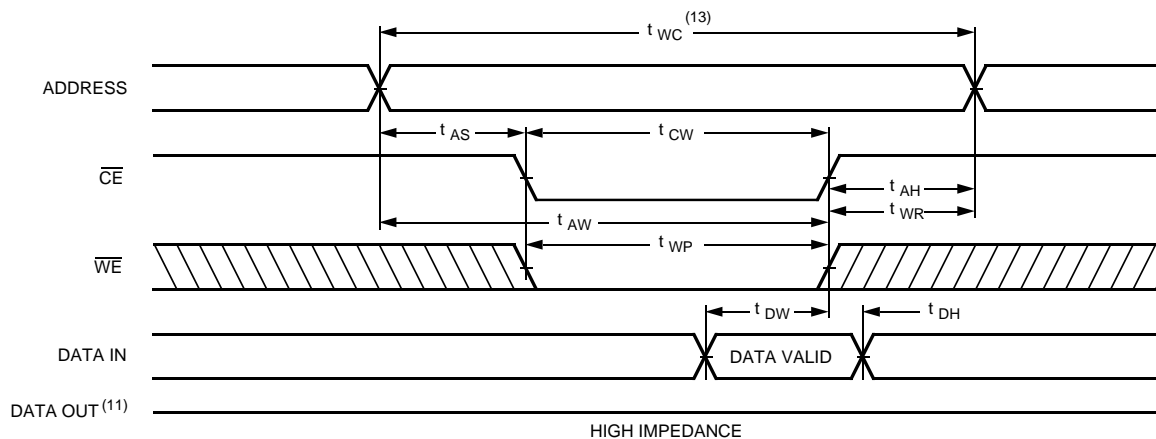 t WC (13)
ADDRESS
t AS
t CW
CE
t AH
t WR
t AW
t WP
WE
t DW
t DH
DATA IN
DATA VALID
DATA OUT (11)
HIGH IMPEDANCE